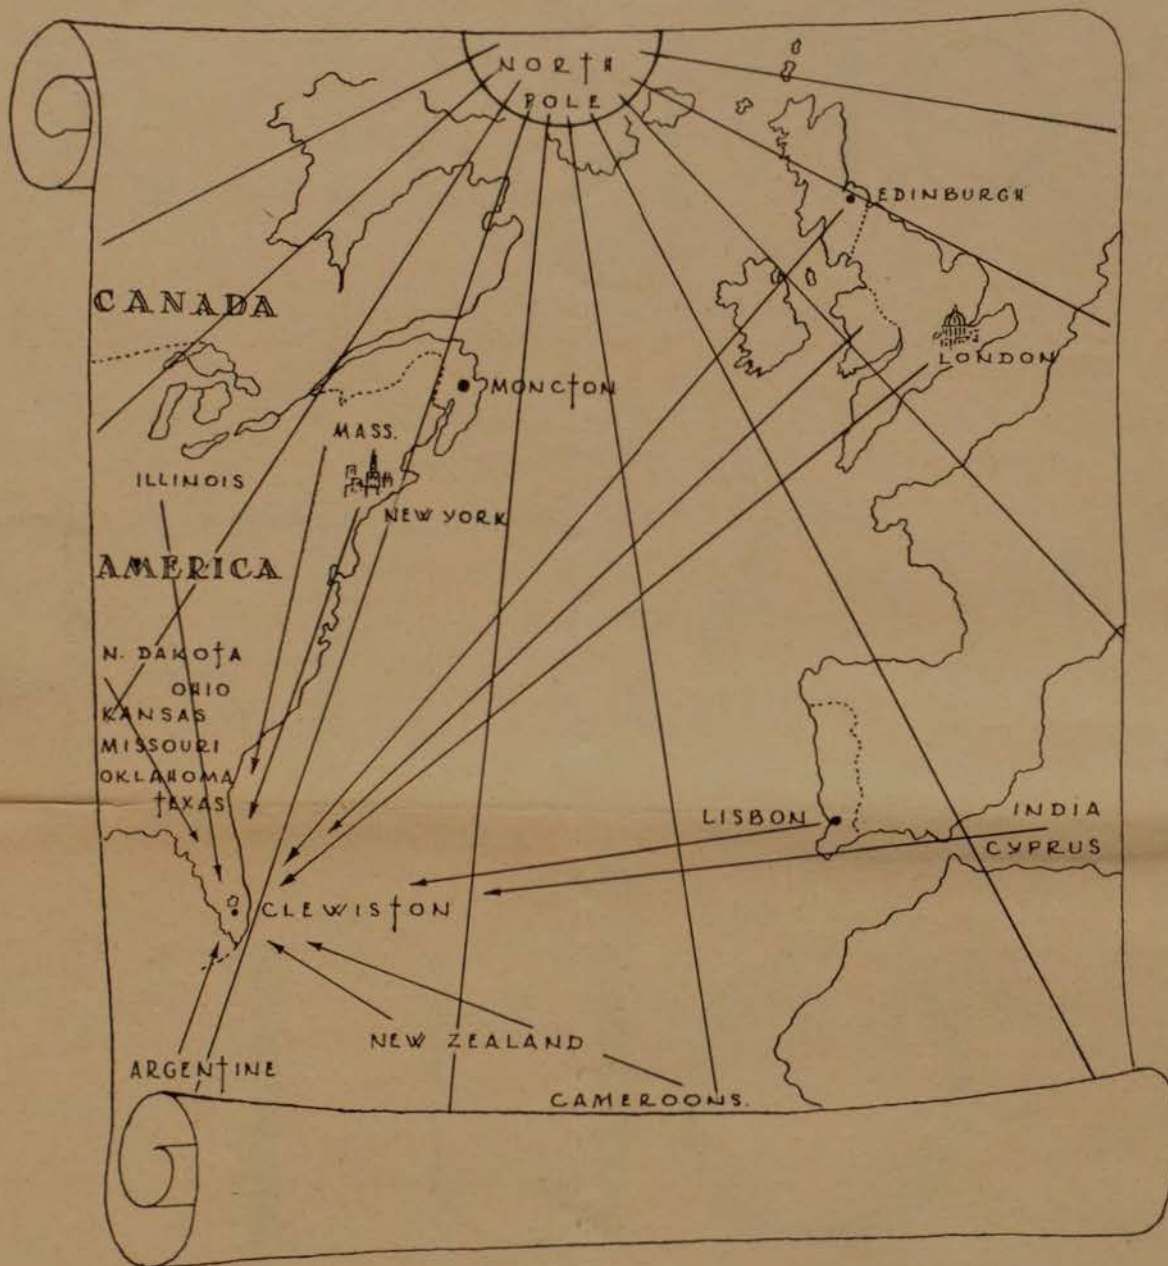 NORTH
POLE
EDINBURGH
CANADA
LONDON
MONCTON
MASS.
ILLINOIS
NEW YORK
AMERICA
N. DAKOTA
OHIO
KANSAS
MISSOURI
OKLAHOMA
TEXAS
LISBON
INDIA
CYPRUS
CLEWISTON
NEW ZEALAND
ARGENTINE
CAMEROONS.